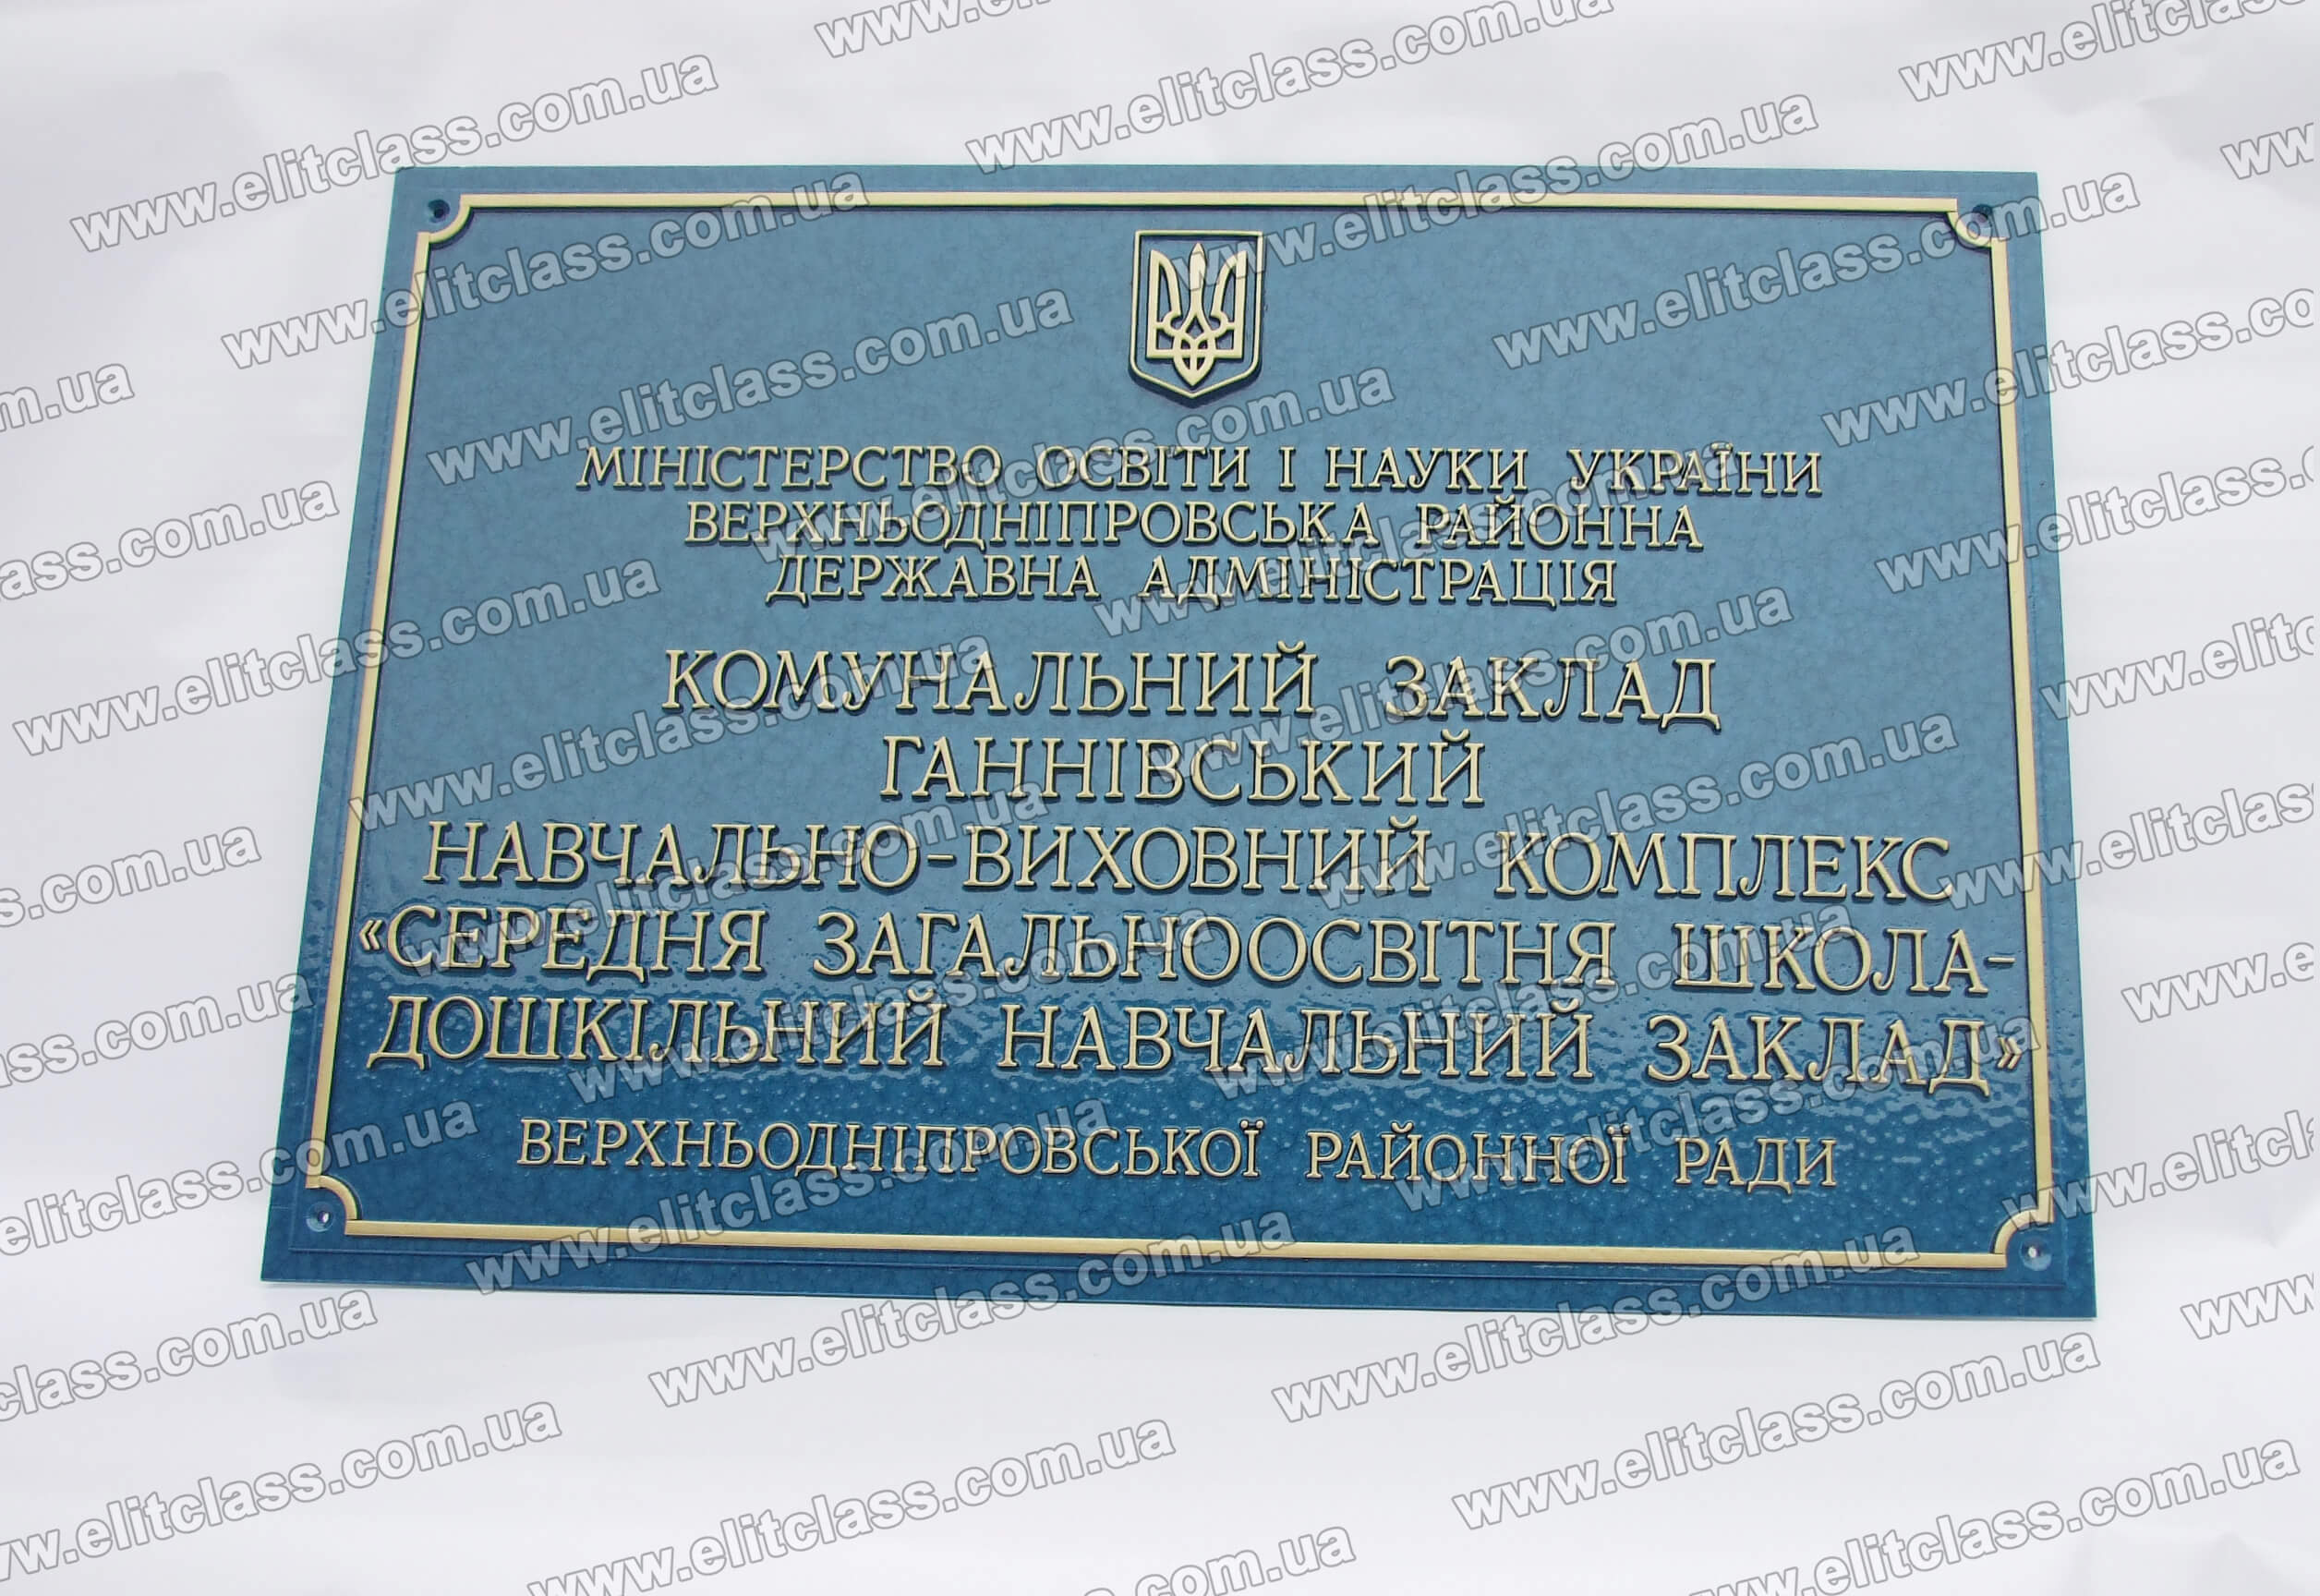 МІНІСТЕРСТВО ОСВІТИ І НАУКИ УКРАЇНИ
ВЕРХНЬОДНІПРОВСЬКА РАЙОННА
ДЕРЖАВНА АДМІНІСТРАЦІЯ
КОМУНАЛЬНИЙ ЗАКЛАД
ГАННІВСЬКИЙ
НАВЧАЛЬНО-ВИХОВНИЙ КОМПЛЕКС
«СЕРЕДНЯ ЗАГАЛЬНООСВІТНЯ ШКОЛА-
ДОШКІЛЬНИЙ НАВЧАЛЬНИЙ ЗАКЛАД»
ВЕРХНЬОДНІПРОВСЬКОЇ РАЙОННОЇ РАДИ
www.elitclass.com.ua